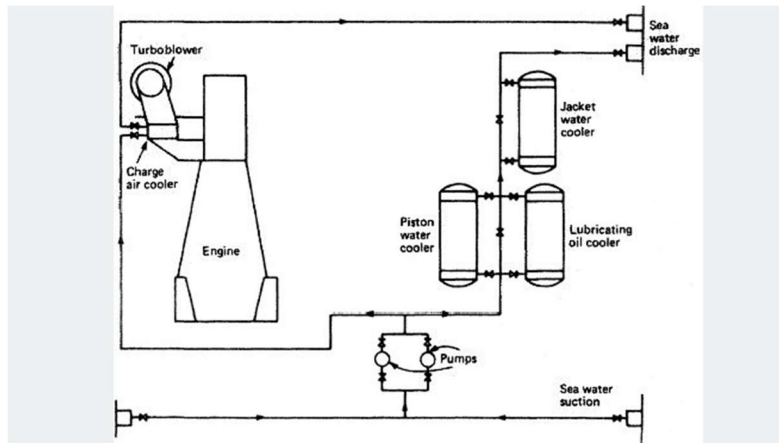 Turboblower
Sea
water
discharge
Jacket
water
cooler
Charge
air cooler
Piston
water
cooler
Lubricating
oil cooler
Engine
Pumps
Sea water
suction